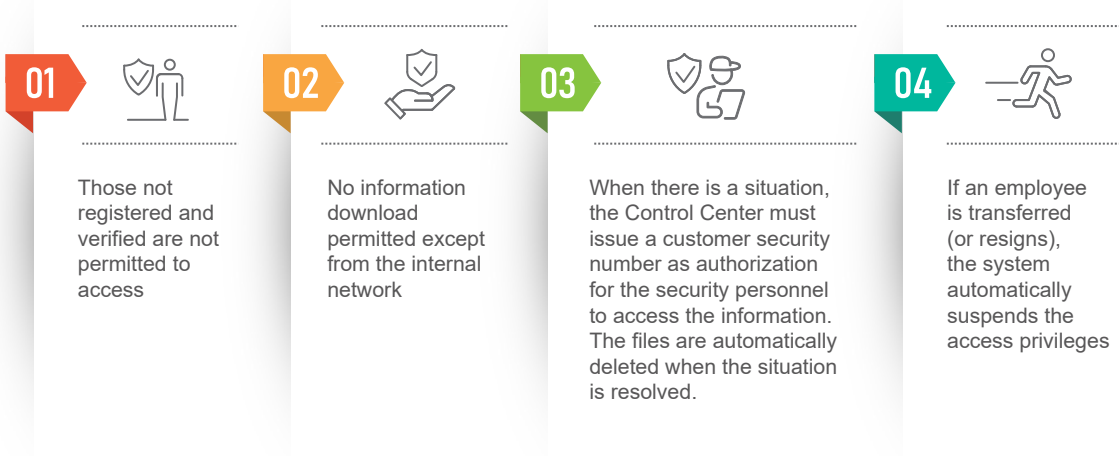 01
Those not
registered and
verified are not
permitted to
access
02
No information
download
permitted except
from the internal
network
03
When there is a situation,
the Control Center must
issue a customer security
number as authorization
for the security personnel
to access the information.
The files are automatically
deleted when the situation
is resolved.
04
If an employee
is transferred
(or resigns),
the system
automatically
suspends the
access privileges